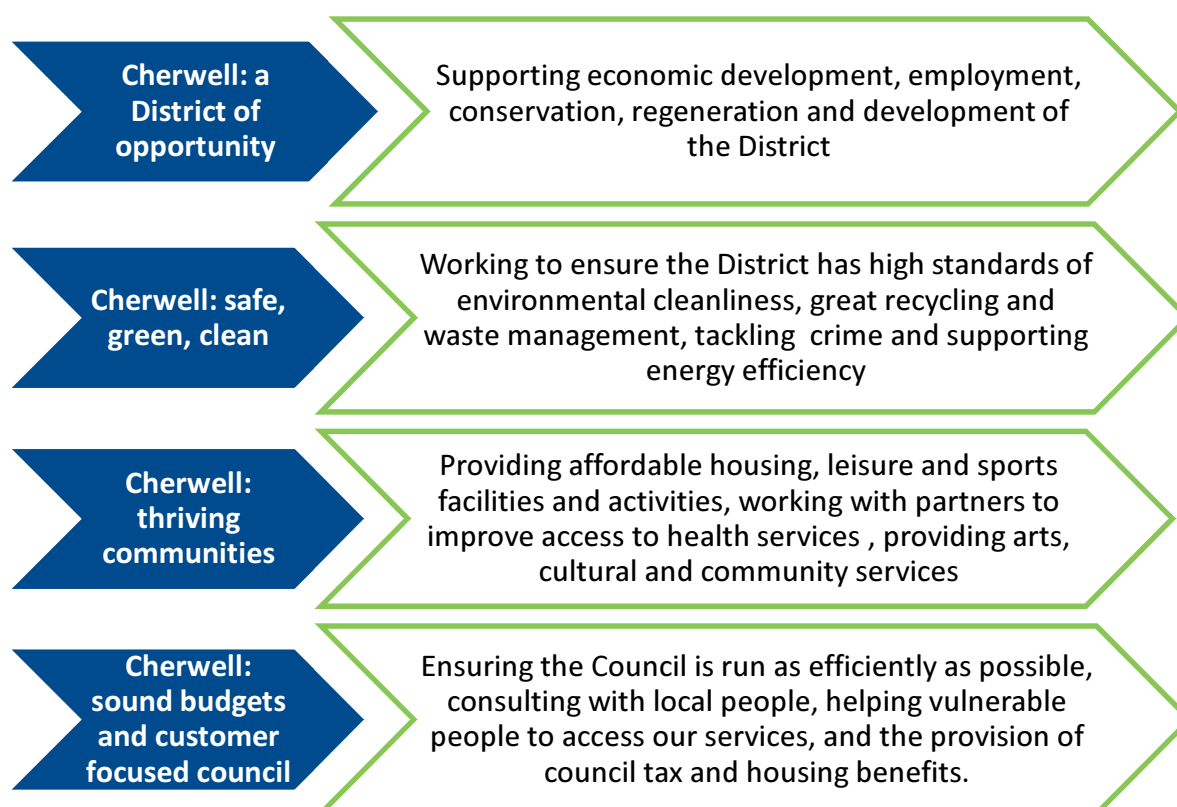 Cherwell: a
District of
opportunity
Supporting economic development, employment,
conservation, regeneration and development of
the District
Cherwell: safe,
green, clean
Working to ensure the District has high standards of
environmental cleanliness, great recycling and
waste management, tackling  crime and supporting
energy efficiency
Cherwell:
thriving
communities
Providing affordable housing, leisure and sports
facilities and activities, working with partners to
improve access to health services , providing arts,
cultural and community services
Cherwell:
sound budgets
and customer
focused council
Ensuring the Council is run as efficiently as possible,
consulting with local people, helping vulnerable
people to access our services, and the provision of
council tax and housing benefits.